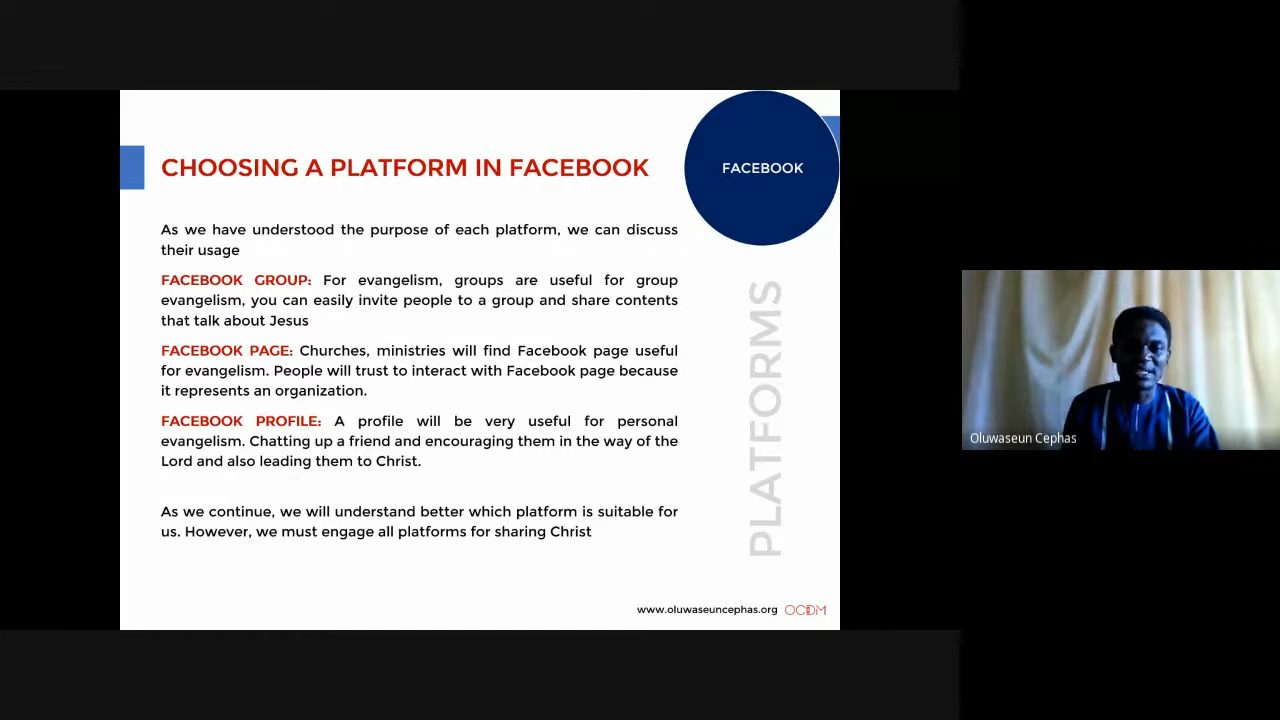 CHOOSING A PLATFORM IN FACEBOOK
FACEBOOK
As we have understood the purpose of each platform, we can discuss
their usage
FACEBOOK GROUP: For evangelism, groups are useful for group
evangelism, you can easily invite people to a group and share contents
that talk about Jesus
FACEBOOK PAGE: Churches, ministries will find Facebook page useful
for evangelism. People will trust to interact with Facebook page because
it represents an organization.
FACEBOOK PROFILE: A profile will be very useful for personal
evangelism. Chatting up a friend and encouraging them in the way of the
Lord and also leading them to Christ.
As we continue, we will understand better which platform is suitable for
us. However, we must engage all platforms for sharing Christ
PLATFORMS
www.oluwaseuncephas.org OCDM
Oluwaseun Cephas